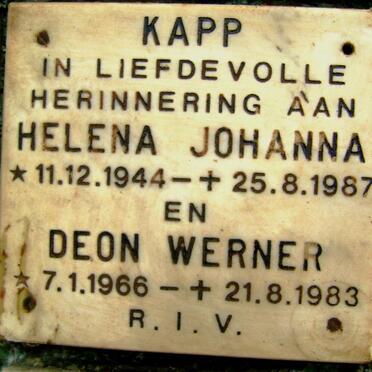 KAPP
IN LIEFDEVOLLE
HERINNERING AAN
HELENA JOHANNA
★ 11.12.1944 – + 25.8.1987
EN
DEON WERNER
★ 7.1.1966 – + 21.8.1983
R. I. V.